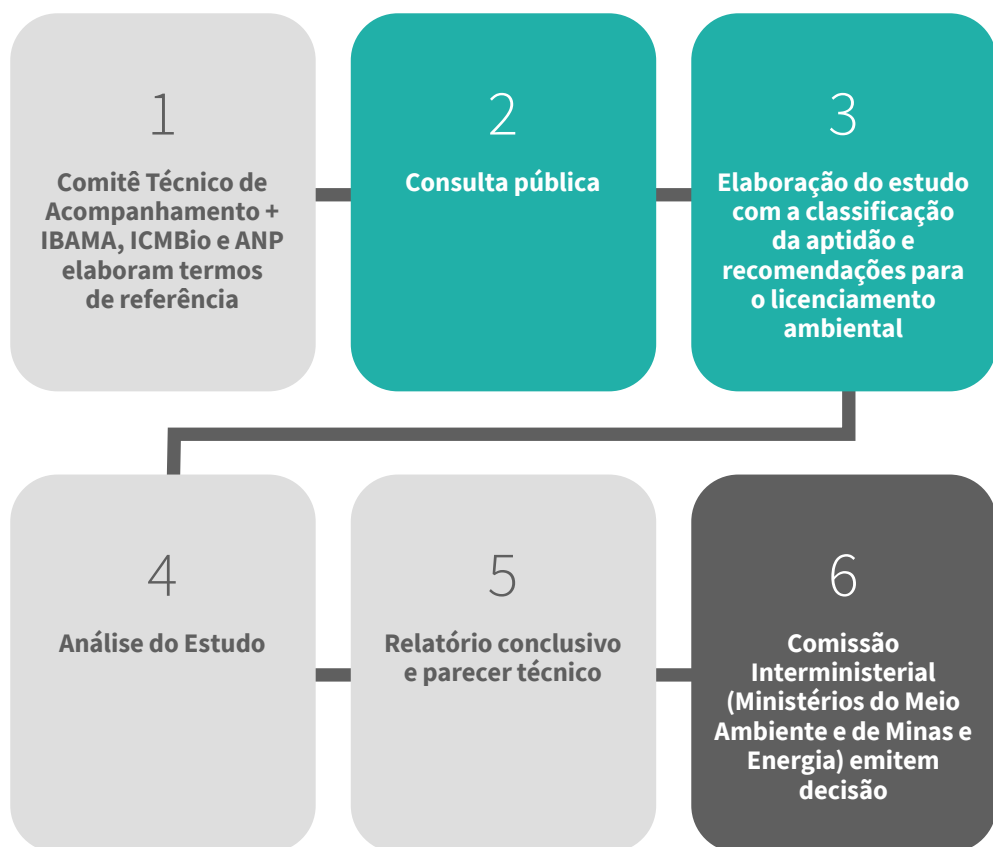 1
Comitê Técnico de
Acompanhamento +
IBAMA, ICMBio e ANP
elaboram termos
de referência
2
Consulta pública
3
Elaboração do estudo
com a classificação
da aptidão e
recomendações para
o licenciamento
ambiental
4
Análise do Estudo
5
Relatório conclusivo
e parecer técnico
6
Comissão
Interministerial
(Ministérios do Meio
Ambiente e de Minas e
Energia) emitem
decisão